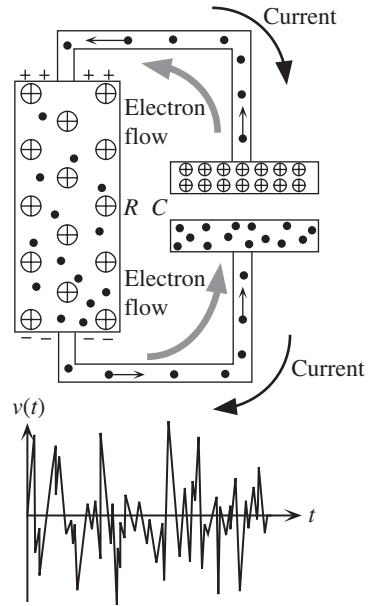 Current
+ + + +
Electron
flow
R C
Electron
flow
– – – –
Current
v(t)
t